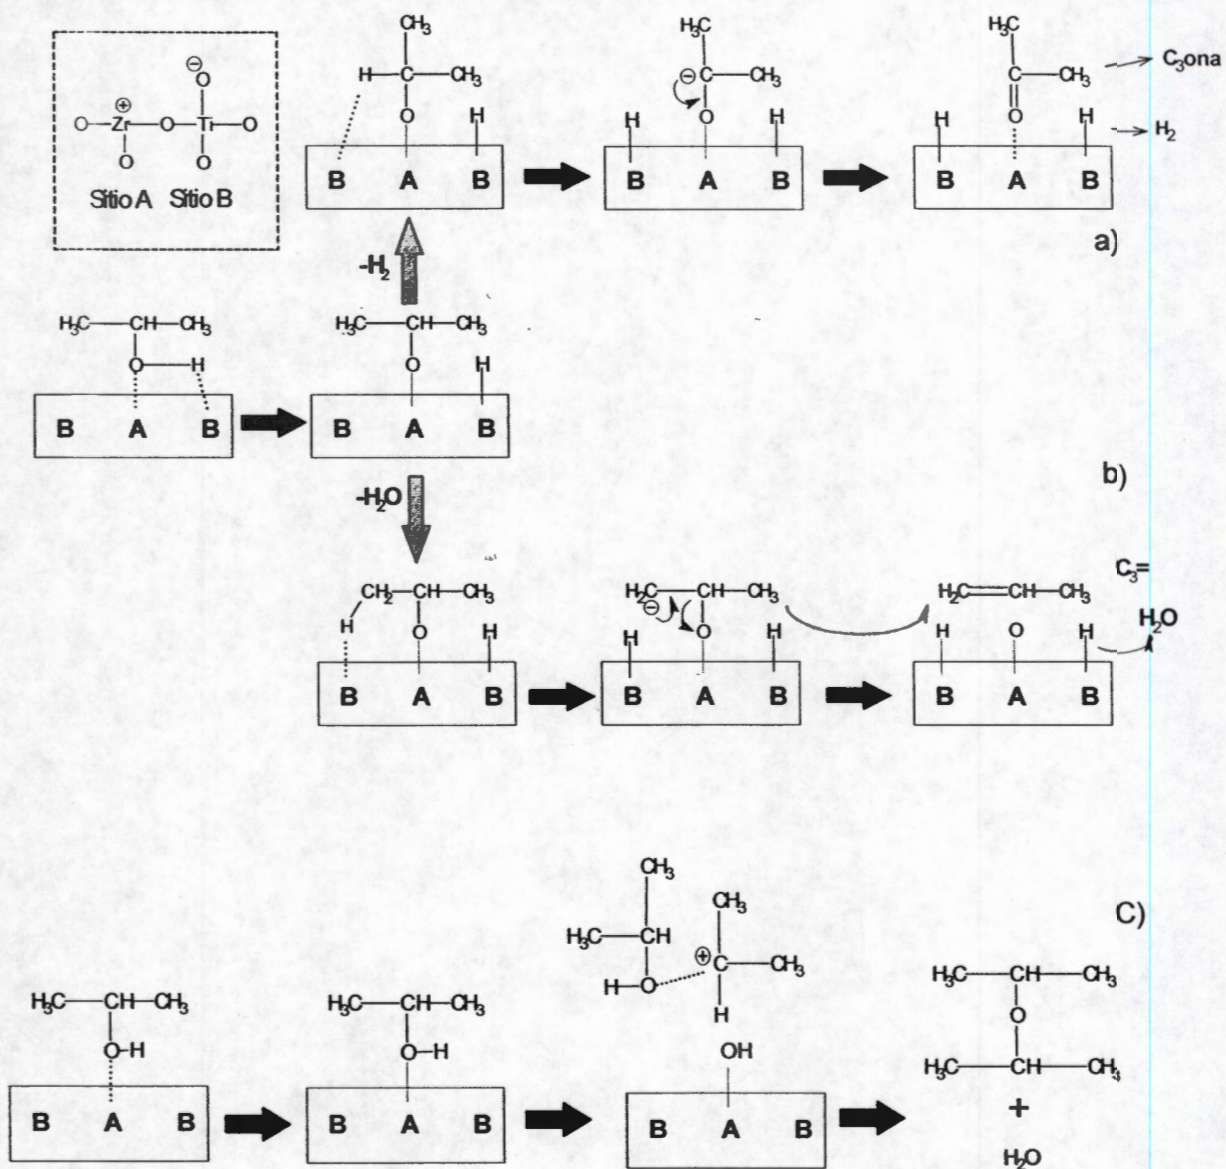 ⊖
O
⊕
O—Zr—O—Ti—O
O O
Sitio A Sitio B
CH₃
H—C—CH₃
O H
B A B
H₃C
⊖ C—CH₃
H O H
B A B
H₃C
C—CH₃
H O H
B A B
C₃ona
H₂
a)
-H₂
H₃C—CH—CH₃
O—H
B A B
H₃C—CH—CH₃
O H
B A B
b)
-H₂O
CH₂—CH—CH₃
H O H
B A B
H₂C—CH—CH₃
⊖
H O H
B A B
H₂C=CH—CH₃
H O H
B A B
C₃=
H₂O
C)
H₃C—CH—CH₃
O-H
B A B
H₃C—CH—CH₃
O-H
B A B
CH₃
H₃C—CH
H—O
CH₃
⊕ C—CH₃
H
OH
B A B
H₃C—CH—CH₃
O
H₃C—CH—CH₃
+
H₂O